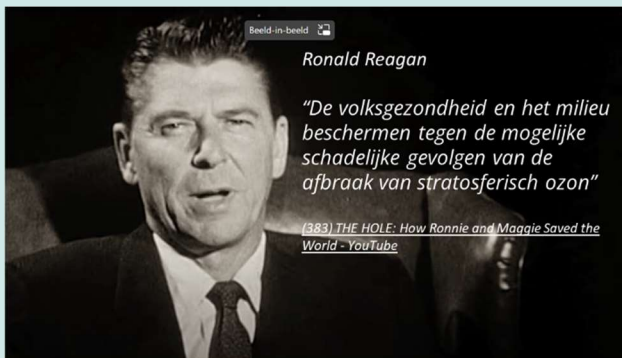 Beeld-in-beeld
Ronald Reagan
“De volksgezondheid en het milieu
beschermen tegen de mogelijke
schadelijke gevolgen van de
afbraak van stratosferisch ozon”
(383) THE HOLE: How Ronnie and Maggie Saved the
World - YouTube